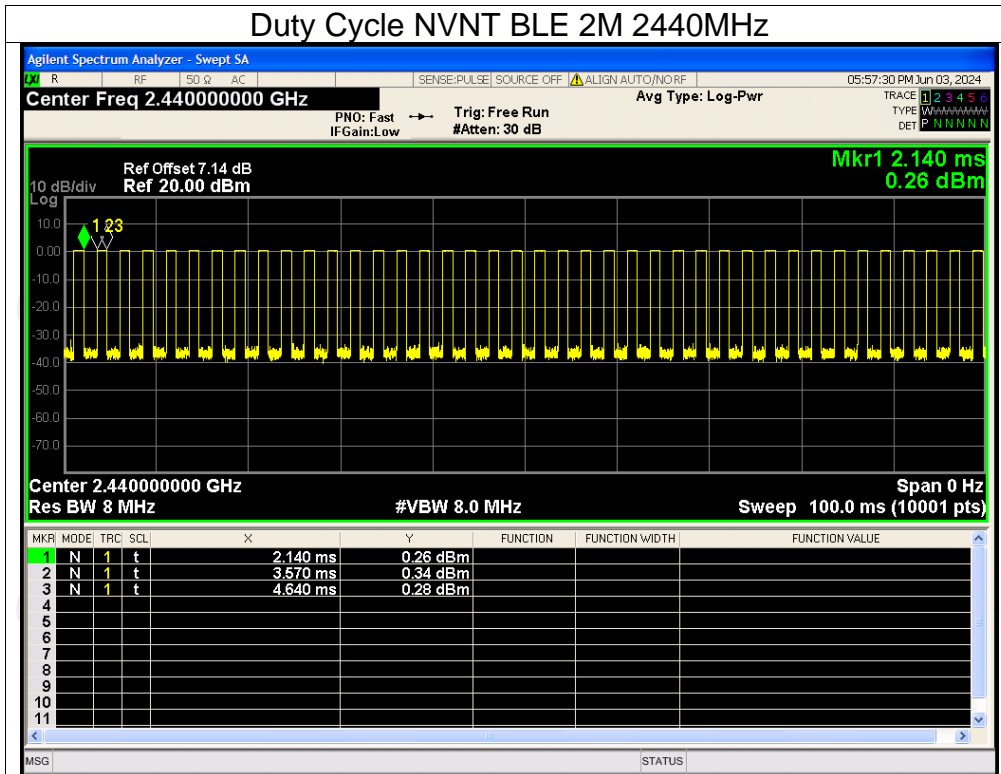 Duty Cycle NVNT BLE 2M 2440MHz
Agilent Spectrum Analyzer - Swept SA
LXI R RF 50 Ω AC SENSE:PULSE SOURCE OFF ALIGN AUTO/NO RF 05:57:30 PM Jun 03, 2024
Center Freq 2.440000000 GHz
PNO: Fast
IFGain:Low
Trig: Free Run
#Atten: 30 dB
Avg Type: Log-Pwr
TRACE 1 2 3 4 5 6
TYPE WWWWWW
DET P N N N N N
Ref Offset 7.14 dB
Ref 20.00 dBm
10 dB/div
Log
Mkr1 2.140 ms
0.26 dBm
10.0
1 2 3
0.00
-10.0
-20.0
-30.0
-40.0
-50.0
-60.0
-70.0
Center 2.440000000 GHz Span 0 Hz
Res BW 8 MHz #VBW 8.0 MHz Sweep 100.0 ms (10001 pts)
MKR MODE TRC SCL X Y FUNCTION FUNCTION WIDTH FUNCTION VALUE
1 N 1 t 2.140 ms 0.26 dBm
2 N 1 t 3.570 ms 0.34 dBm
3 N 1 t 4.640 ms 0.28 dBm
4
5
6
7
8
9
10
11
MSG STATUS